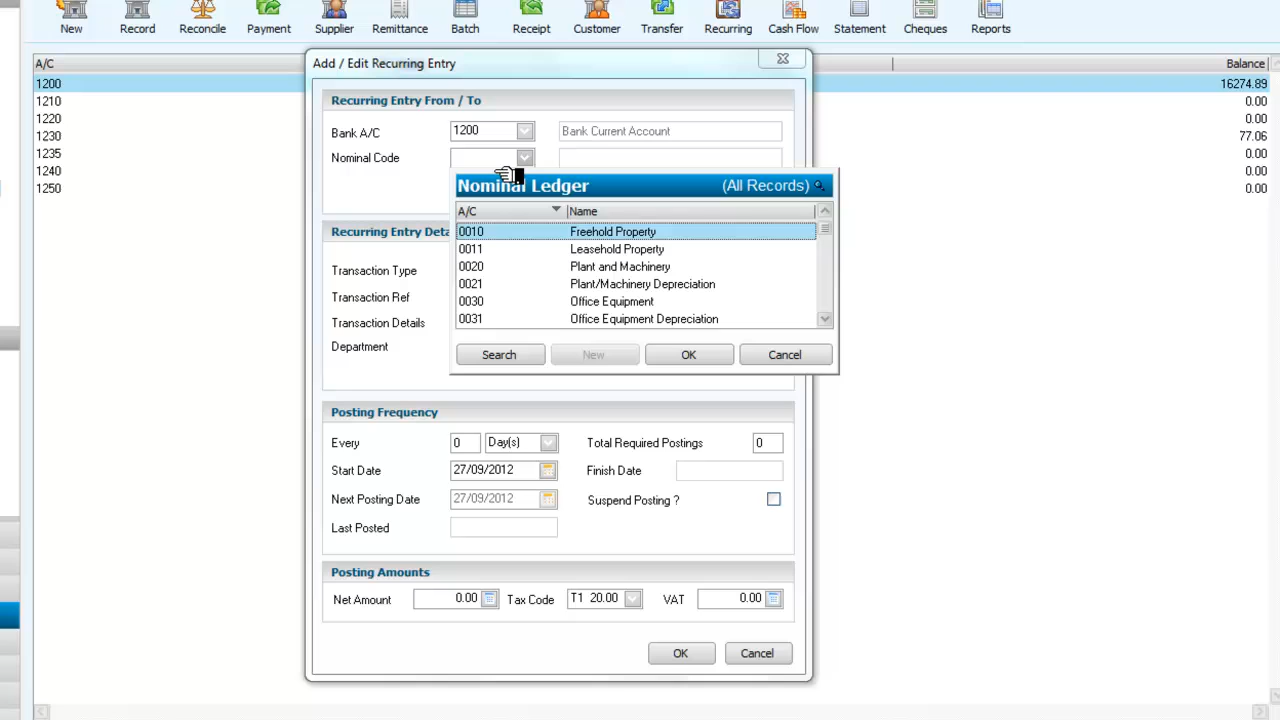 New Record Reconcile Payment Supplier Remittance Batch Receipt Customer Transfer Recurring Cash Flow Statement Cheques Reports
A/C Balance
1200 16274.89
1210 0.00
1220 0.00
1230 77.06
1235 0.00
1240 0.00
1250 0.00
Add / Edit Recurring Entry
Recurring Entry From / To
Bank A/C 1200 Bank Current Account
Nominal Code
Nominal Ledger (All Records)
A/C Name
0010 Freehold Property
0011 Leasehold Property
0020 Plant and Machinery
0021 Plant/Machinery Depreciation
0030 Office Equipment
0031 Office Equipment Depreciation
Search New OK Cancel
Recurring Entry Deta
Transaction Type
Transaction Ref
Transaction Details
Department
Posting Frequency
Every 0 Day(s) Total Required Postings 0
Start Date 27/09/2012 Finish Date
Next Posting Date 27/09/2012 Suspend Posting ?
Last Posted
Posting Amounts
Net Amount 0.00 Tax Code T1 20.00 VAT 0.00
OK Cancel